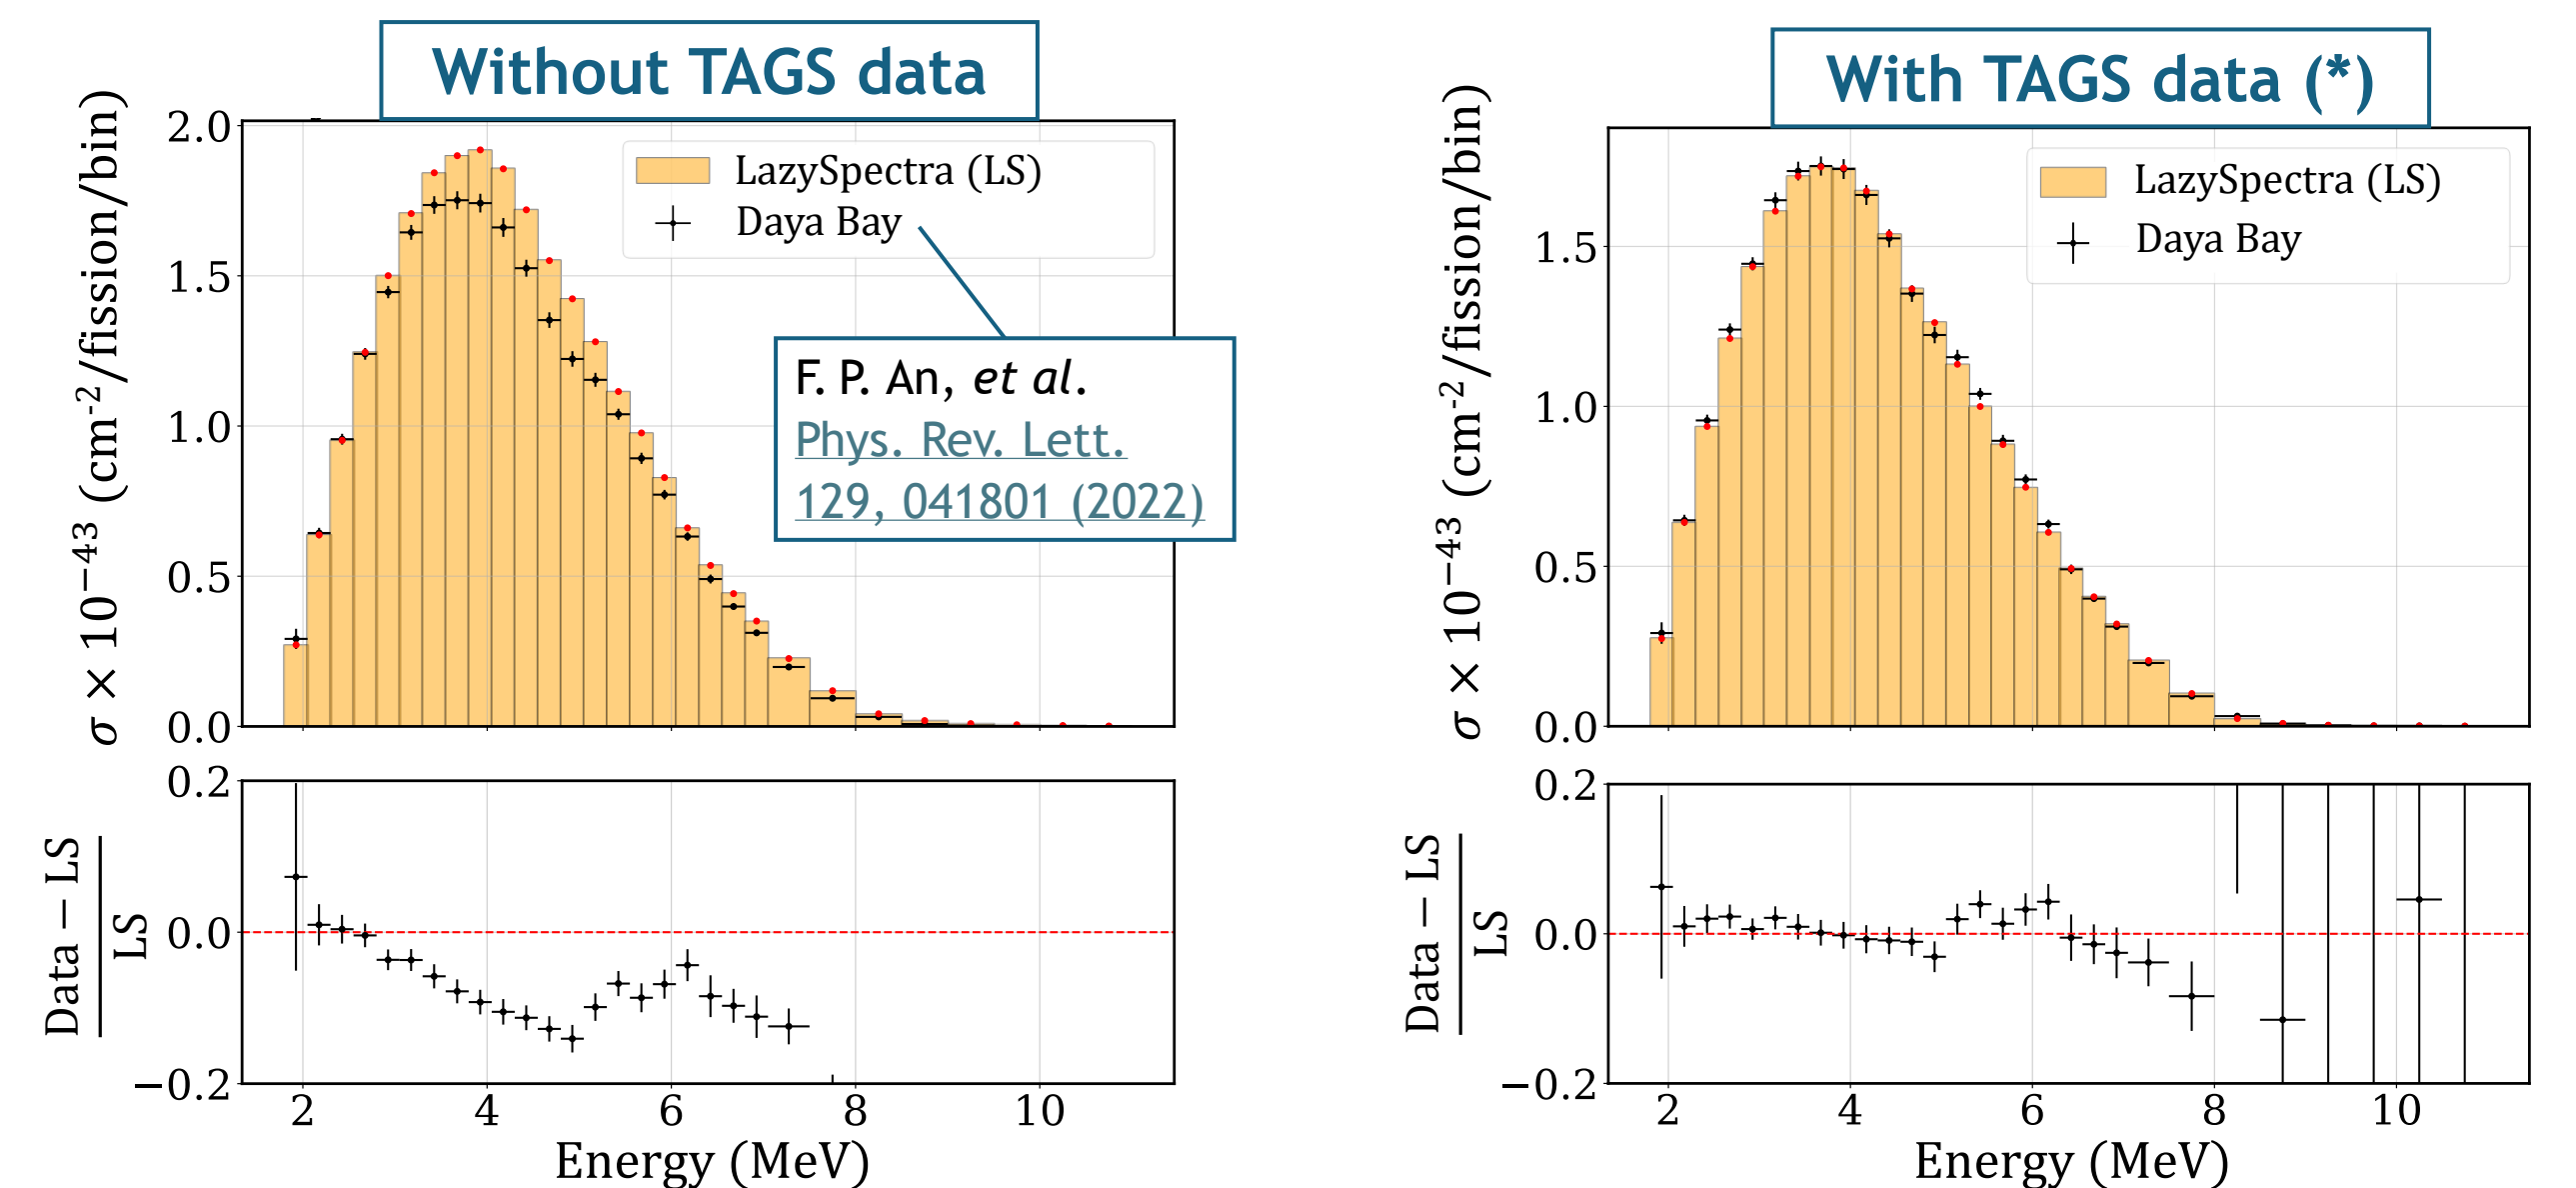 Without TAGS data
σ × 10⁻⁴³ (cm⁻²/fission/bin)
2.0
1.5
1.0
0.5
0.0
LazySpectra (LS)
Daya Bay
F. P. An, et al.
Phys. Rev. Lett.
129, 041801 (2022)
Data − LS
LS
0.2
0.0
−0.2
2 4 6 8 10
Energy (MeV)
With TAGS data (*)
σ × 10⁻⁴³ (cm⁻²/fission/bin)
1.5
1.0
0.5
0.0
LazySpectra (LS)
Daya Bay
Data − LS
LS
0.2
0.0
−0.2
2 4 6 8 10
Energy (MeV)